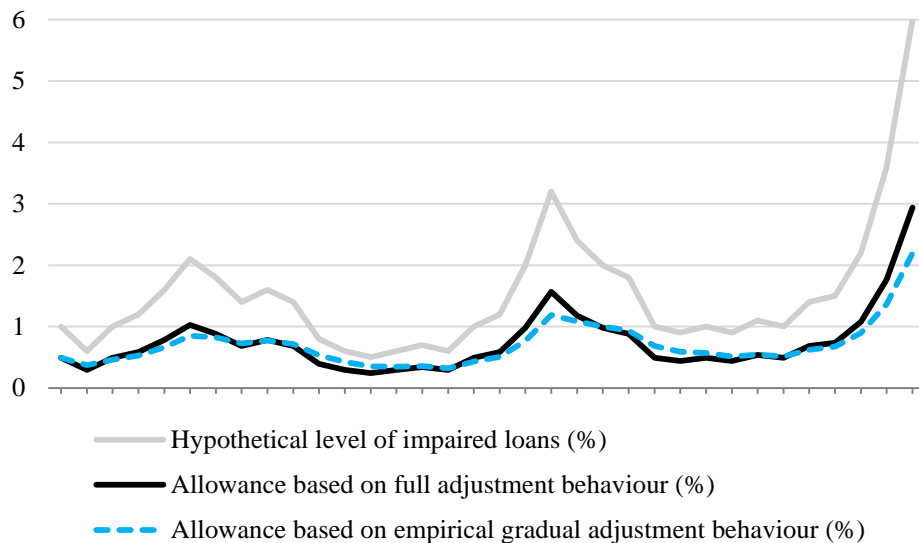 6
5
4
3
2
1
0
Hypothetical level of impaired loans (%)
Allowance based on full adjustment behaviour (%)
Allowance based on empirical gradual adjustment behaviour (%)